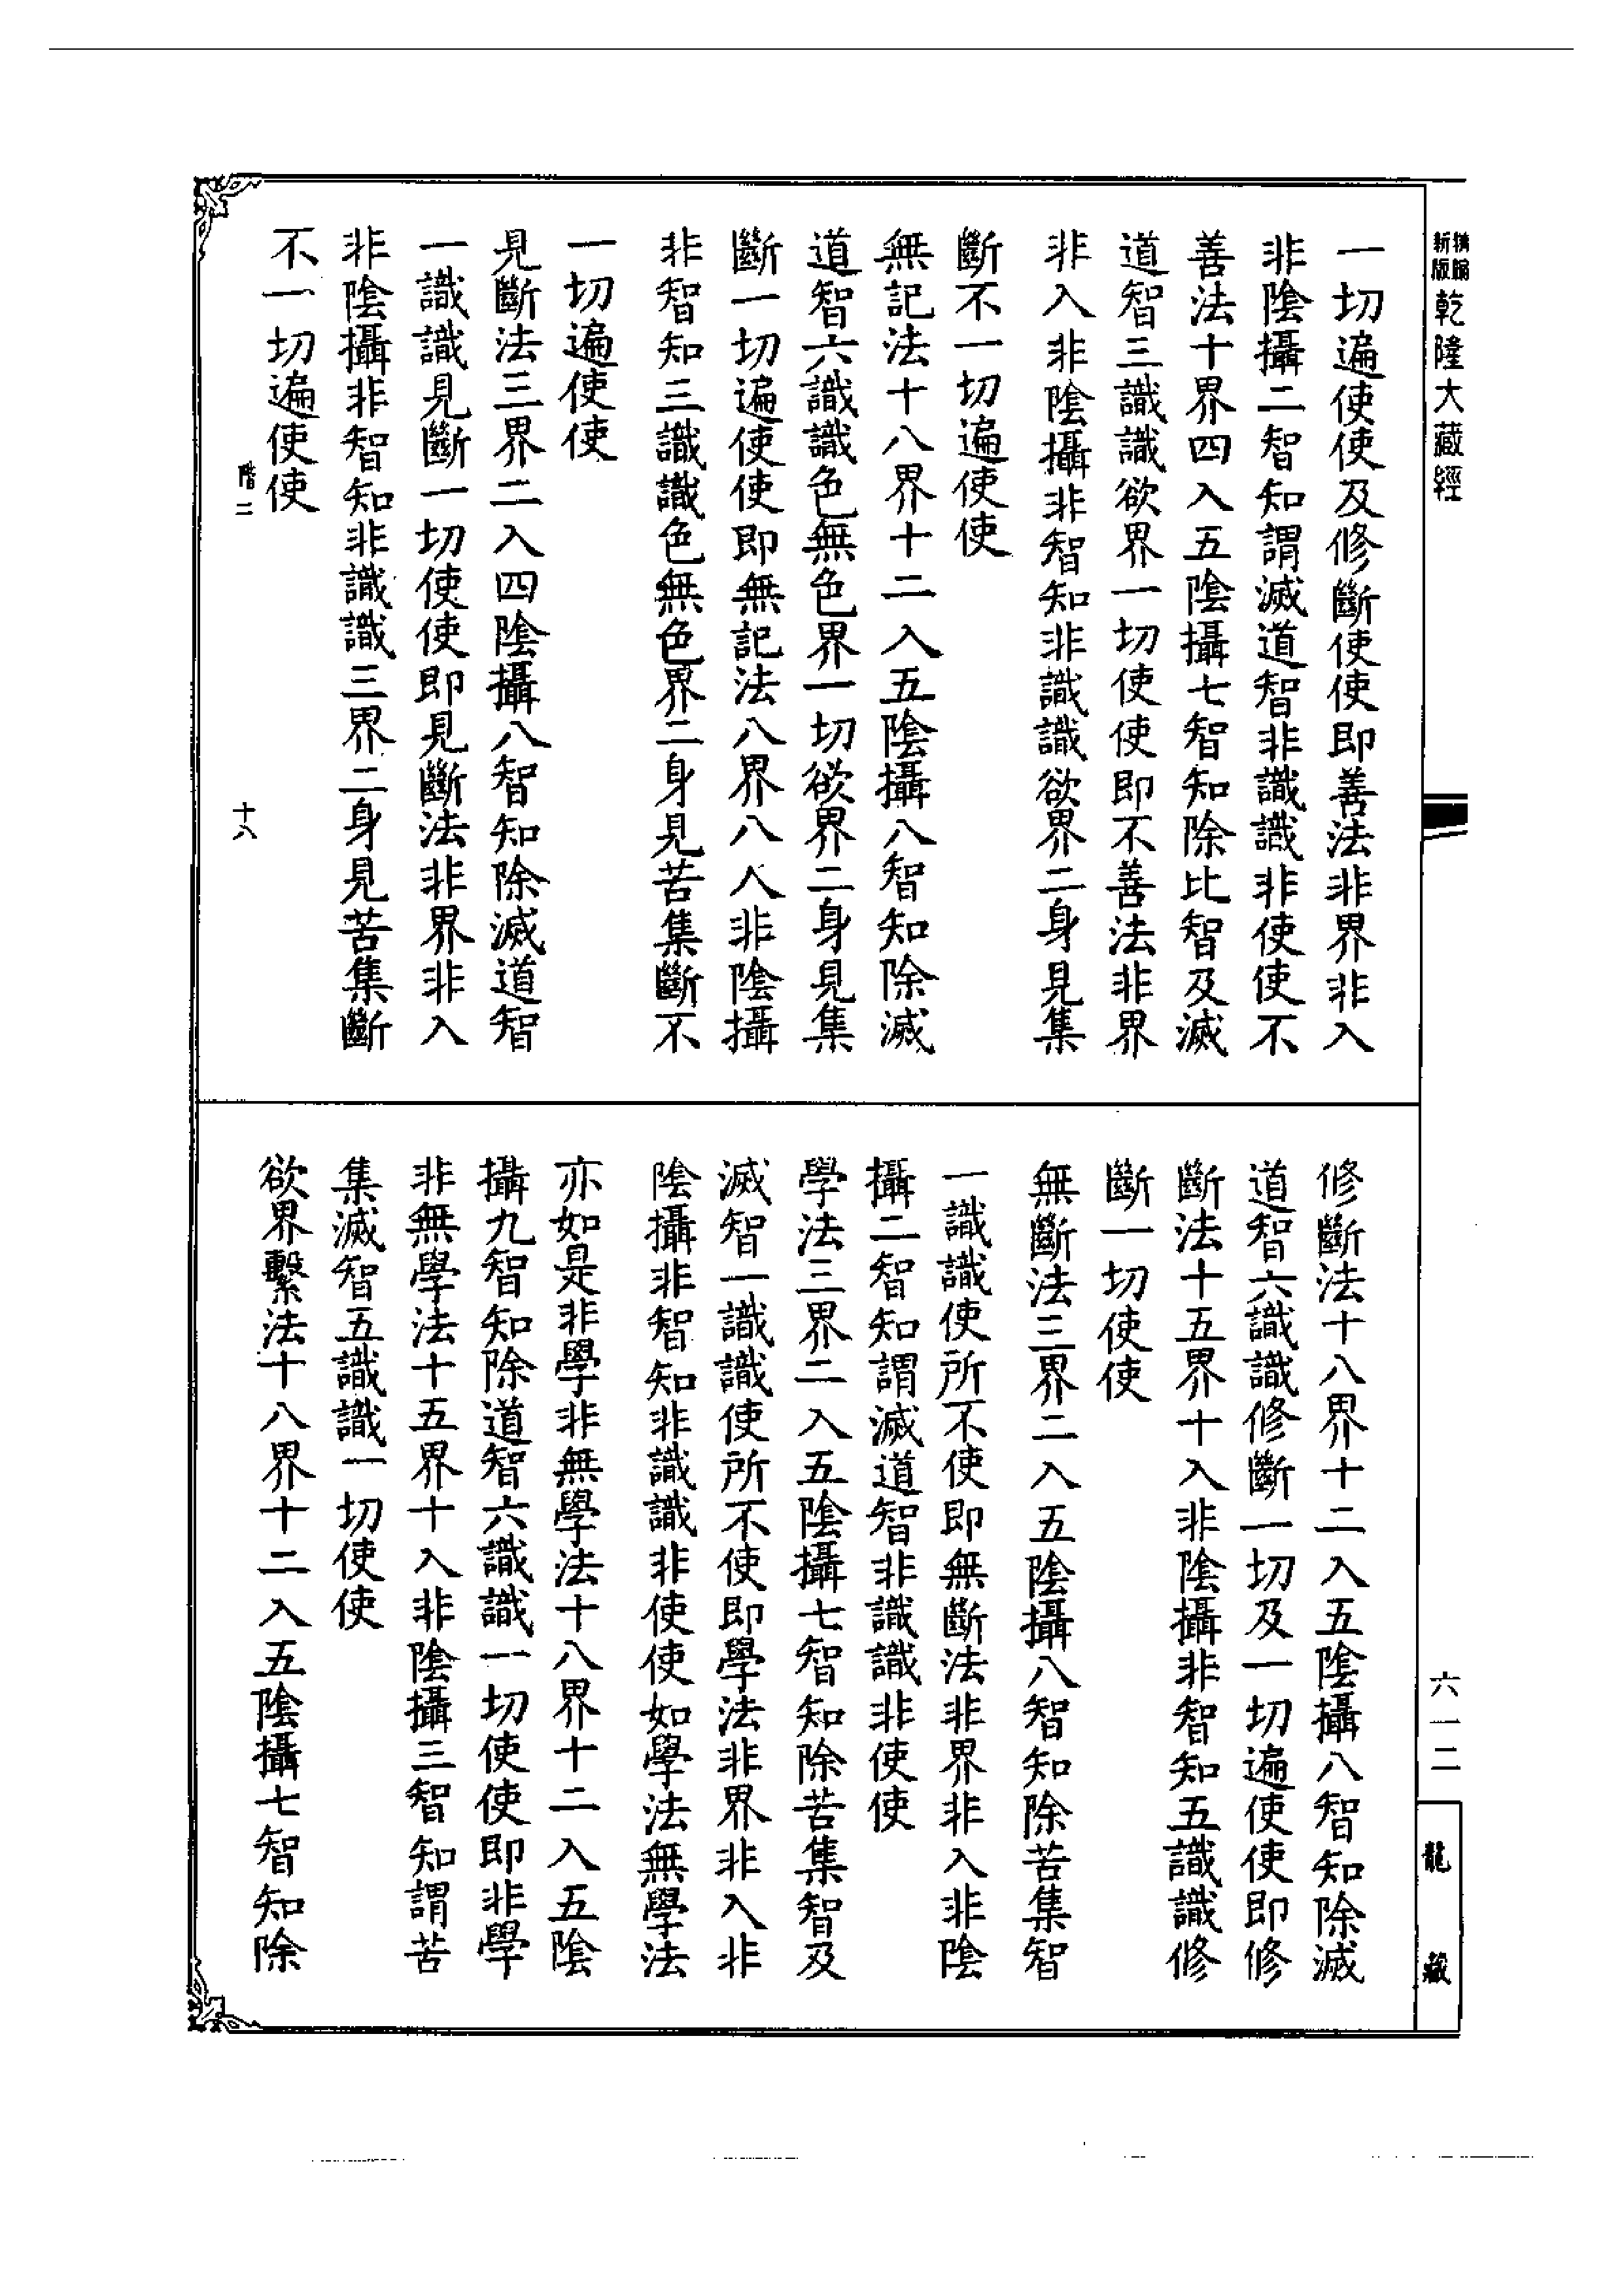 新編
新版
乾隆大藏經
一切遍使使及修斷使使即善法非界非入
非陰攝二智知謂滅道智非識識非使使不
善法十界四入五陰攝七智知除比智及滅
道智三識識欲界一切使使即不善法非界
非入非陰攝非智知非識識欲界二身見集
斷不一切遍使使
無記法十八界十二入五陰攝八智知除滅
道智六識識色無色界一切欲界二身見集
斷一切遍使使即無記法八界八入非陰攝
非智知三識識色無色界二身見苦集斷不
一切遍使使
見斷法三界二入四陰攝八智知除滅道智
一識識見斷一切使使即見斷法非界非入
非陰攝非智知非識識三界二身見苦集斷
不一切遍使使
階二
十八
修斷法十八界十二入五陰攝八智知除滅
道智六識識修斷一切及一切遍使使即修
斷法十五界十入非陰攝非智知五識識修
斷一切使使
無斷法三界二入五陰攝八智知除苦集智
一識識使所不使即無斷法非界非入非陰
攝二智知謂滅道智非識識非使使
學法三界二入五陰攝七智知除苦集智及
滅智一識識使所不使即學法非界非入非
陰攝非智知非識識非使使如學法無學法
亦如是非學非無學法十八界十二入五陰
攝九智知除道智六識識一切使使即非學
非無學法十五界十入非陰攝三智知謂苦
集滅智五識識一切使使
欲界繫法十八界十二入五陰攝七智知除
六一二
龍藏